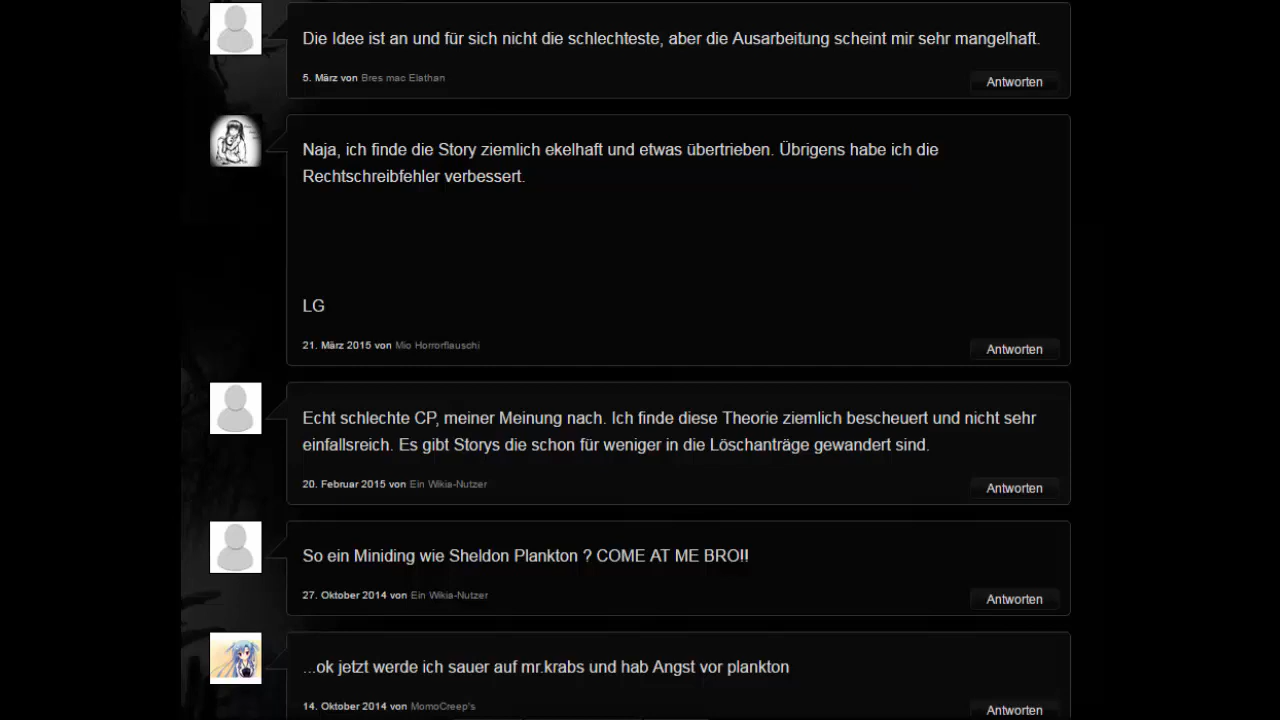 Die Idee ist an und für sich nicht die schlechteste, aber die Ausarbeitung scheint mir sehr mangelhaft.
5. März von Bres mac Elathan
Antworten
Naja, ich finde die Story ziemlich ekelhaft und etwas übertrieben. Übrigens habe ich die
Rechtschreibfehler verbessert.
LG
21. März 2015 von Mio Horrorflauschi
Antworten
Echt schlechte CP, meiner Meinung nach. Ich finde diese Theorie ziemlich bescheuert und nicht sehr
einfallsreich. Es gibt Storys die schon für weniger in die Löschanträge gewandert sind.
20. Februar 2015 von Ein Wikia-Nutzer
Antworten
So ein Miniding wie Sheldon Plankton ? COME AT ME BRO!!
27. Oktober 2014 von Ein Wikia-Nutzer
Antworten
...ok jetzt werde ich sauer auf mr.krabs und hab Angst vor plankton
14. Oktober 2014 von MomoCreep's
Antworten